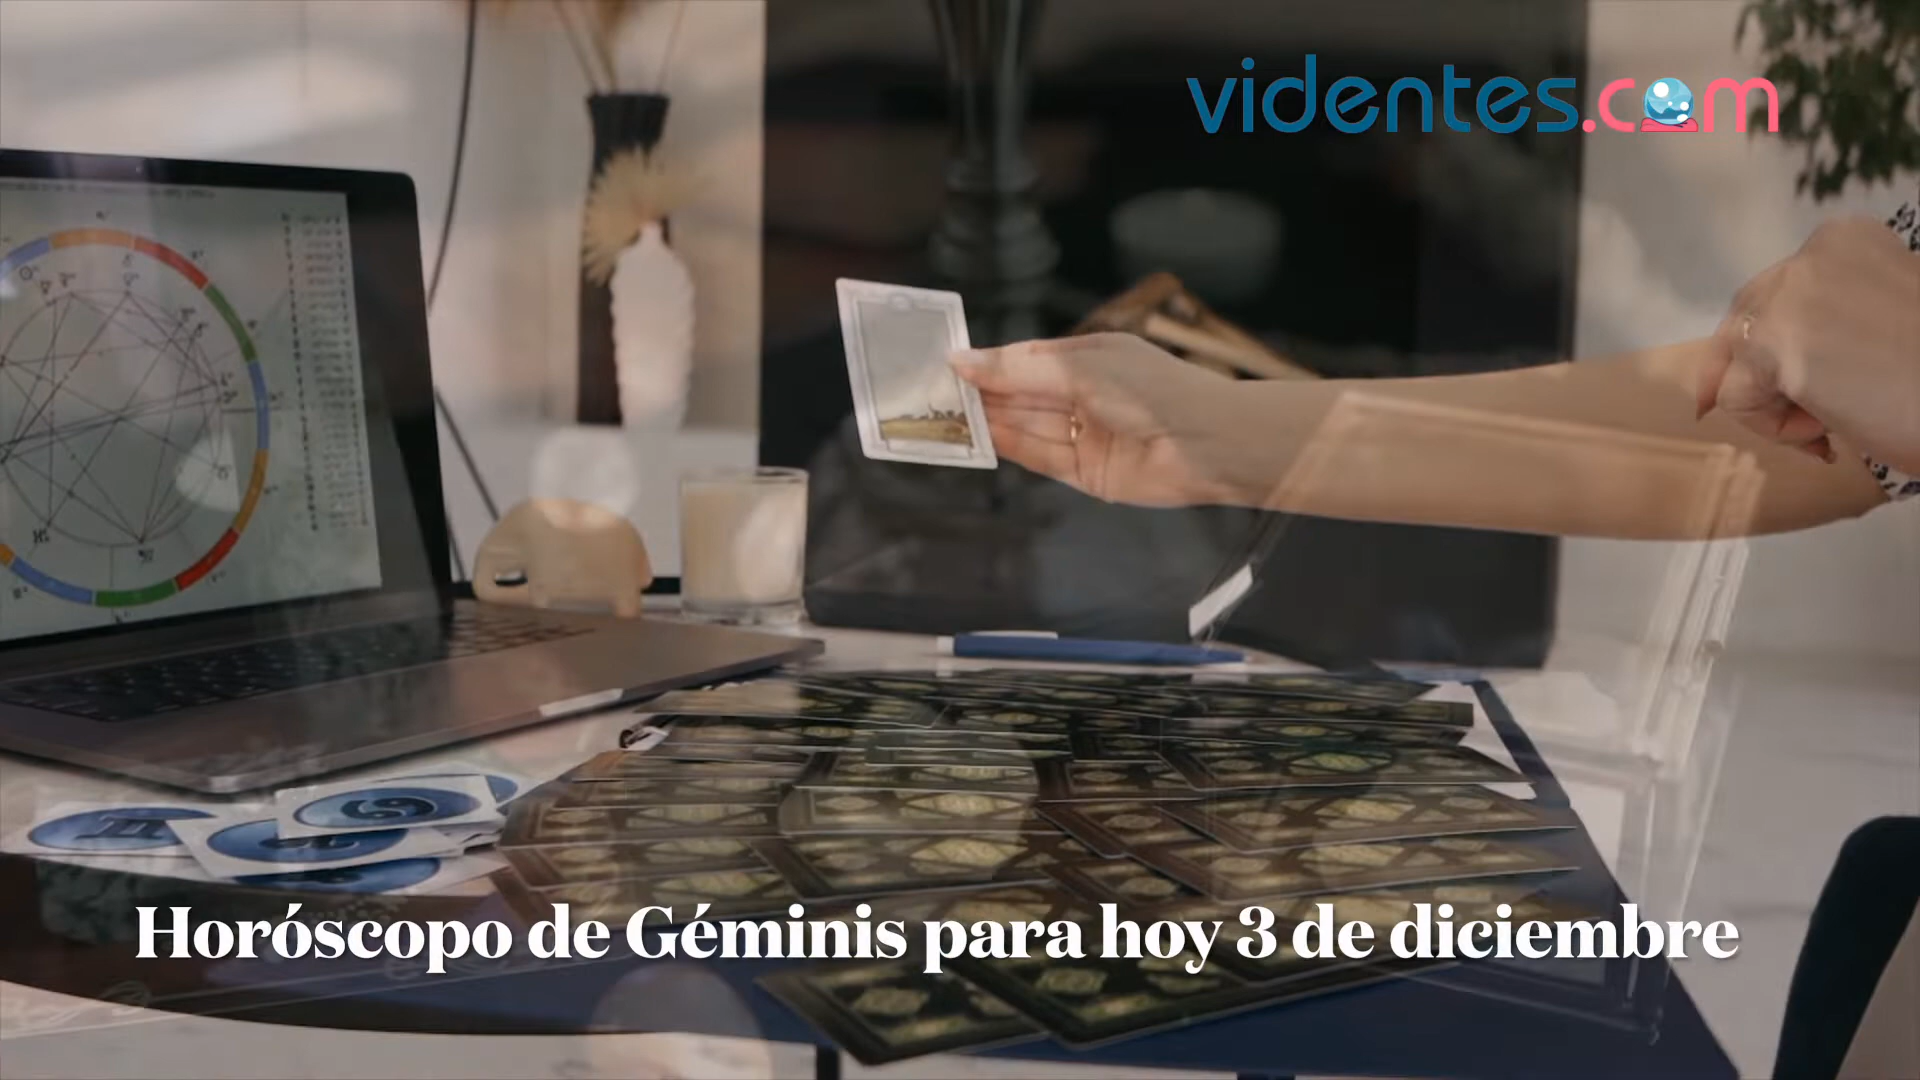 videntes.com
Horóscopo de Géminis para hoy 3 de diciembre